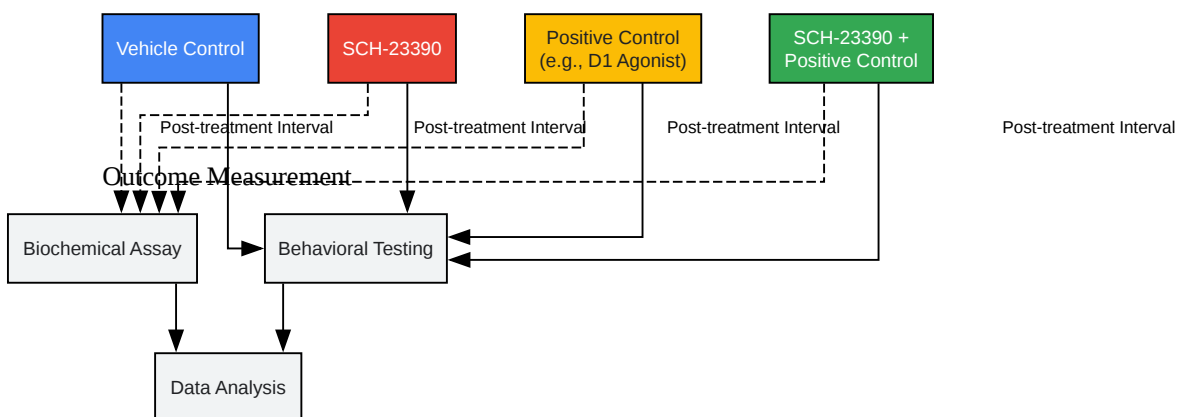 Vehicle Control
SCH-23390
Positive Control
(e.g., D1 Agonist)
SCH-23390 +
Positive Control
Post-treatment Interval
Post-treatment Interval
Post-treatment Interval
Post-treatment Interval
Outcome Measurement
Biochemical Assay
Behavioral Testing
Data Analysis